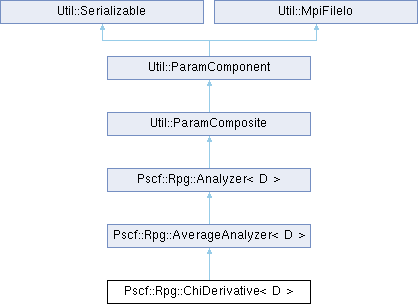 Util::Serializable
Util::MpiFileIo
Util::ParamComponent
Util::ParamComposite
Pscf::Rpg::Analyzer< D >
Pscf::Rpg::AverageAnalyzer< D >
Pscf::Rpg::ChiDerivative< D >